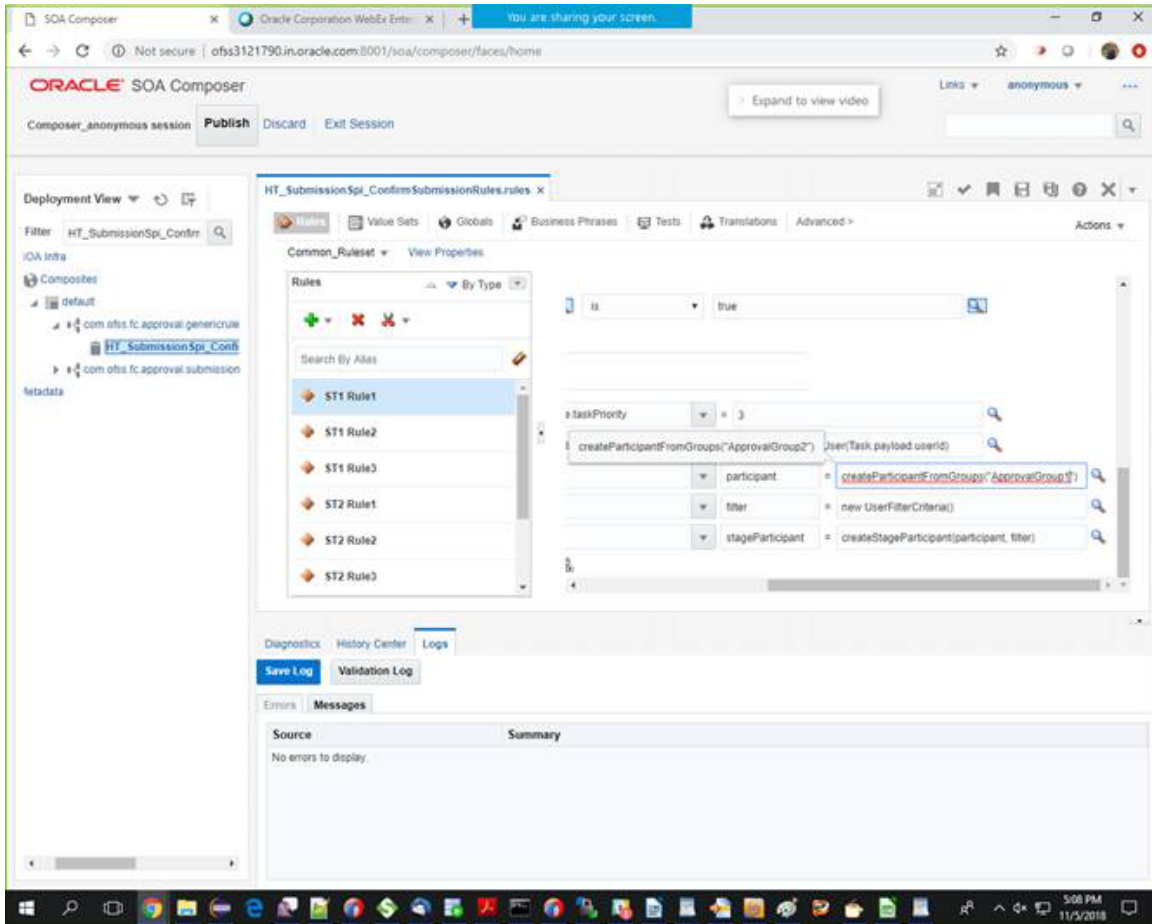 SOA Composer
Oracle Corporation WebEx Enter
You are sharing your screen.
Not secure | ofss3121790.in.oracle.com:8001/soa/composer/faces/home
ORACLE SOA Composer
Links
anonymous
Expand to view video
Composer_anonymous session
Publish
Discard
Exit Session
Deployment View
Filter
HT_SubmissionSpi_Confirr
OA Infra
Composites
default
com.ofss.fc.approval.genericrule
HT_SubmissionSpi_Confi
com.ofss.fc.approval.submission
HT_SubmissionSpi_ConfirmSubmissionRules.rules
Rules
Value Sets
Globals
Business Phrases
Tests
Translations
Advanced >
Actions
Common_Ruleset
View Properties
Rules
By Type
Search By Alias
ST1 Rule1
ST1 Rule2
ST1 Rule3
ST2 Rule1
ST2 Rule2
ST2 Rule3
is
true
taskPriority
= 3
createParticipantFromGroups("ApprovalGroup2")
User(Task.payload.userId)
participant
= createParticipantFromGroups("ApprovalGroup1")
filter
= new UserFilterCriteria()
stageParticipant
= createStageParticipant(participant, filter)
Diagnostics
History Center
Logs
Save Log
Validation Log
Errors
Messages
Source
Summary
No errors to display.
5:08 PM
11/5/2018